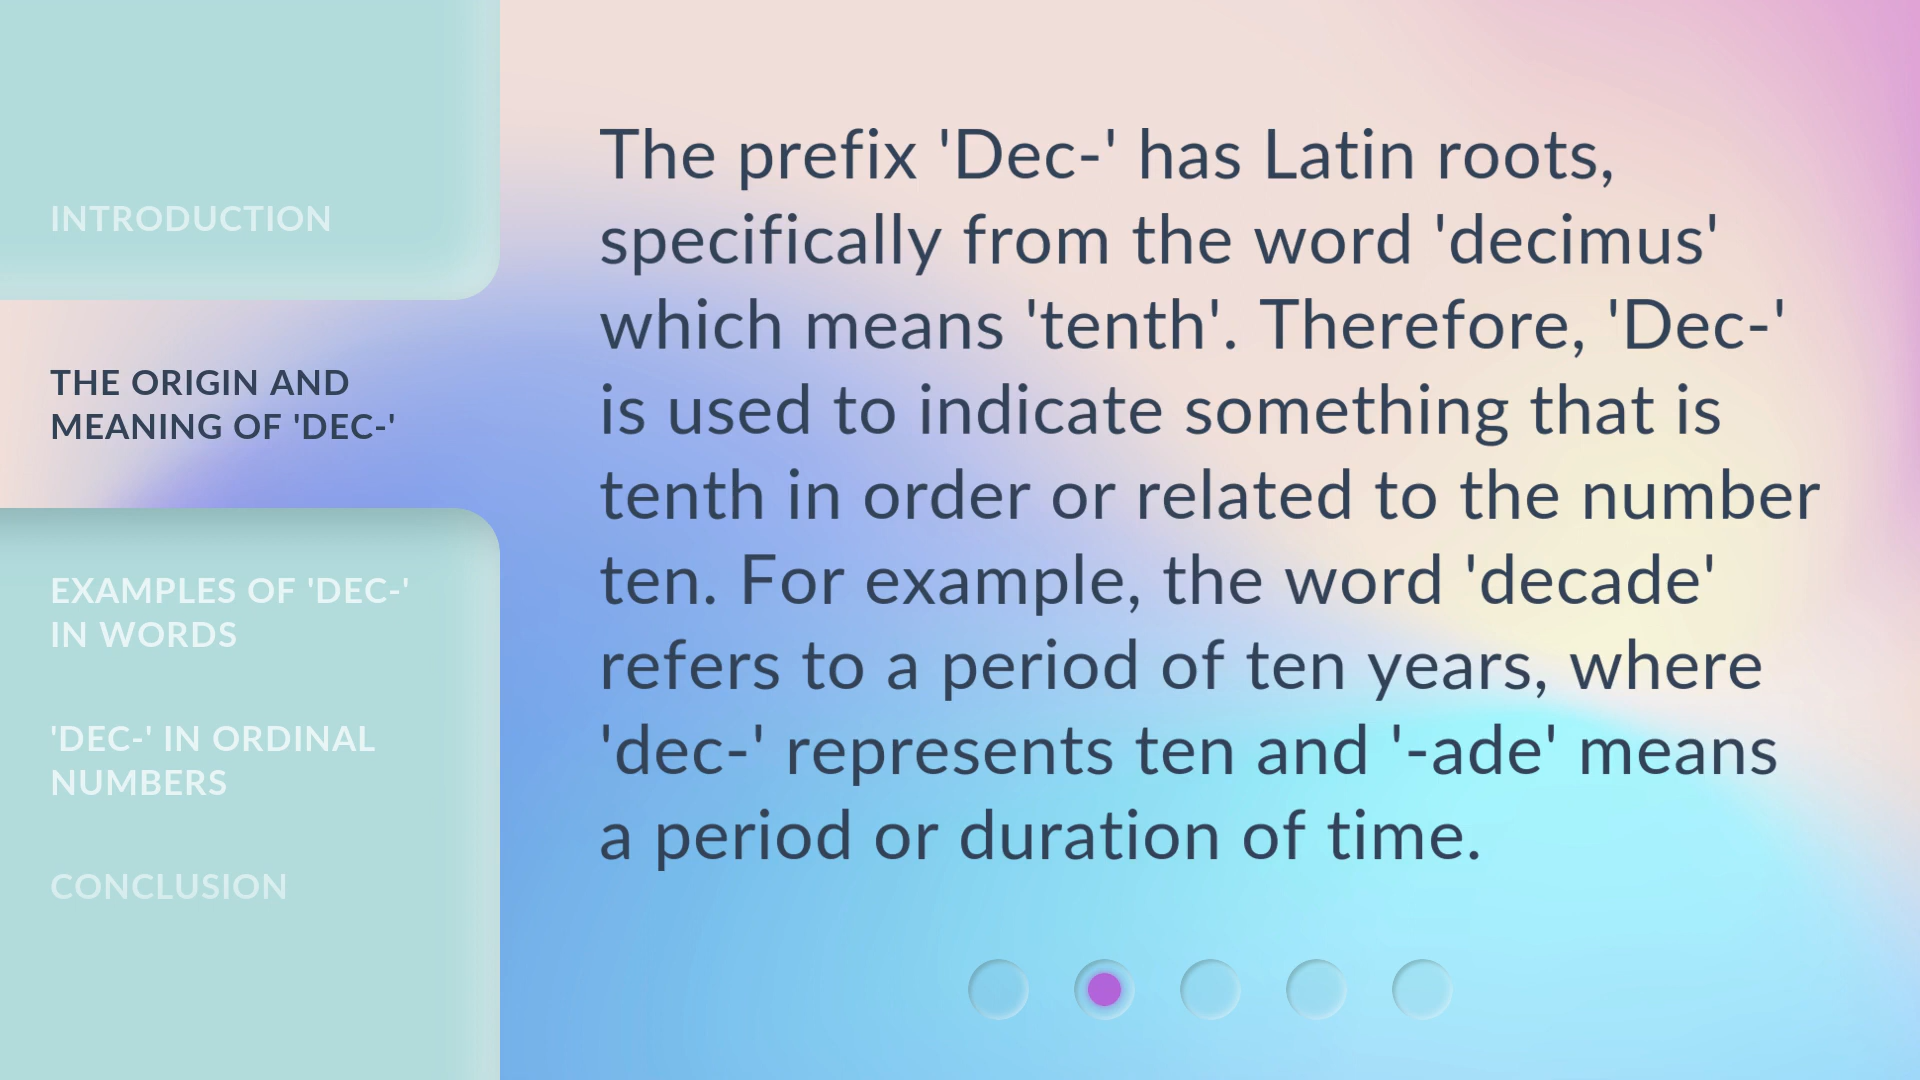 INTRODUCTION
THE ORIGIN AND
MEANING OF 'DEC-'
EXAMPLES OF 'DEC-'
IN WORDS
'DEC-' IN ORDINAL
NUMBERS
CONCLUSION
The prefix 'Dec-' has Latin roots,
specifically from the word 'decimus'
which means 'tenth'. Therefore, 'Dec-'
is used to indicate something that is
tenth in order or related to the number
ten. For example, the word 'decade'
refers to a period of ten years, where
'dec-' represents ten and '-ade' means
a period or duration of time.